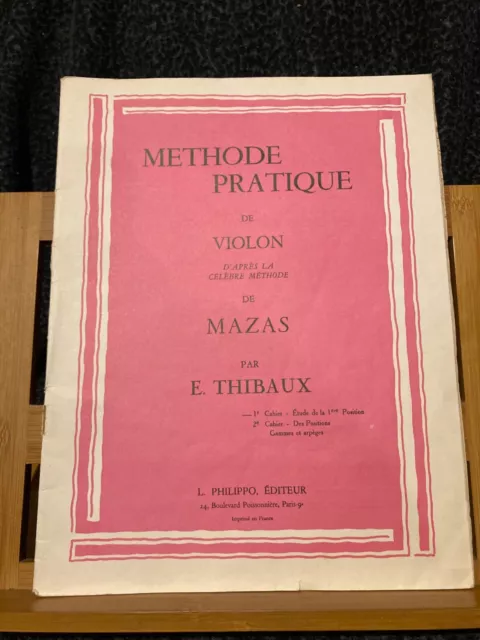 METHODE
PRATIQUE
DE
VIOLON
D'APRÈS LA
CÉLÈBRE MÉTHODE
DE
MAZAS
PAR
E. THIBAUX
— 1er Cahier - Étude de la 1ère Position
2e Cahier - Des Positions
Gammes et arpèges
L. PHILIPPO, ÉDITEUR
24, Boulevard Poissonnière, Paris-9e
Imprimé en France